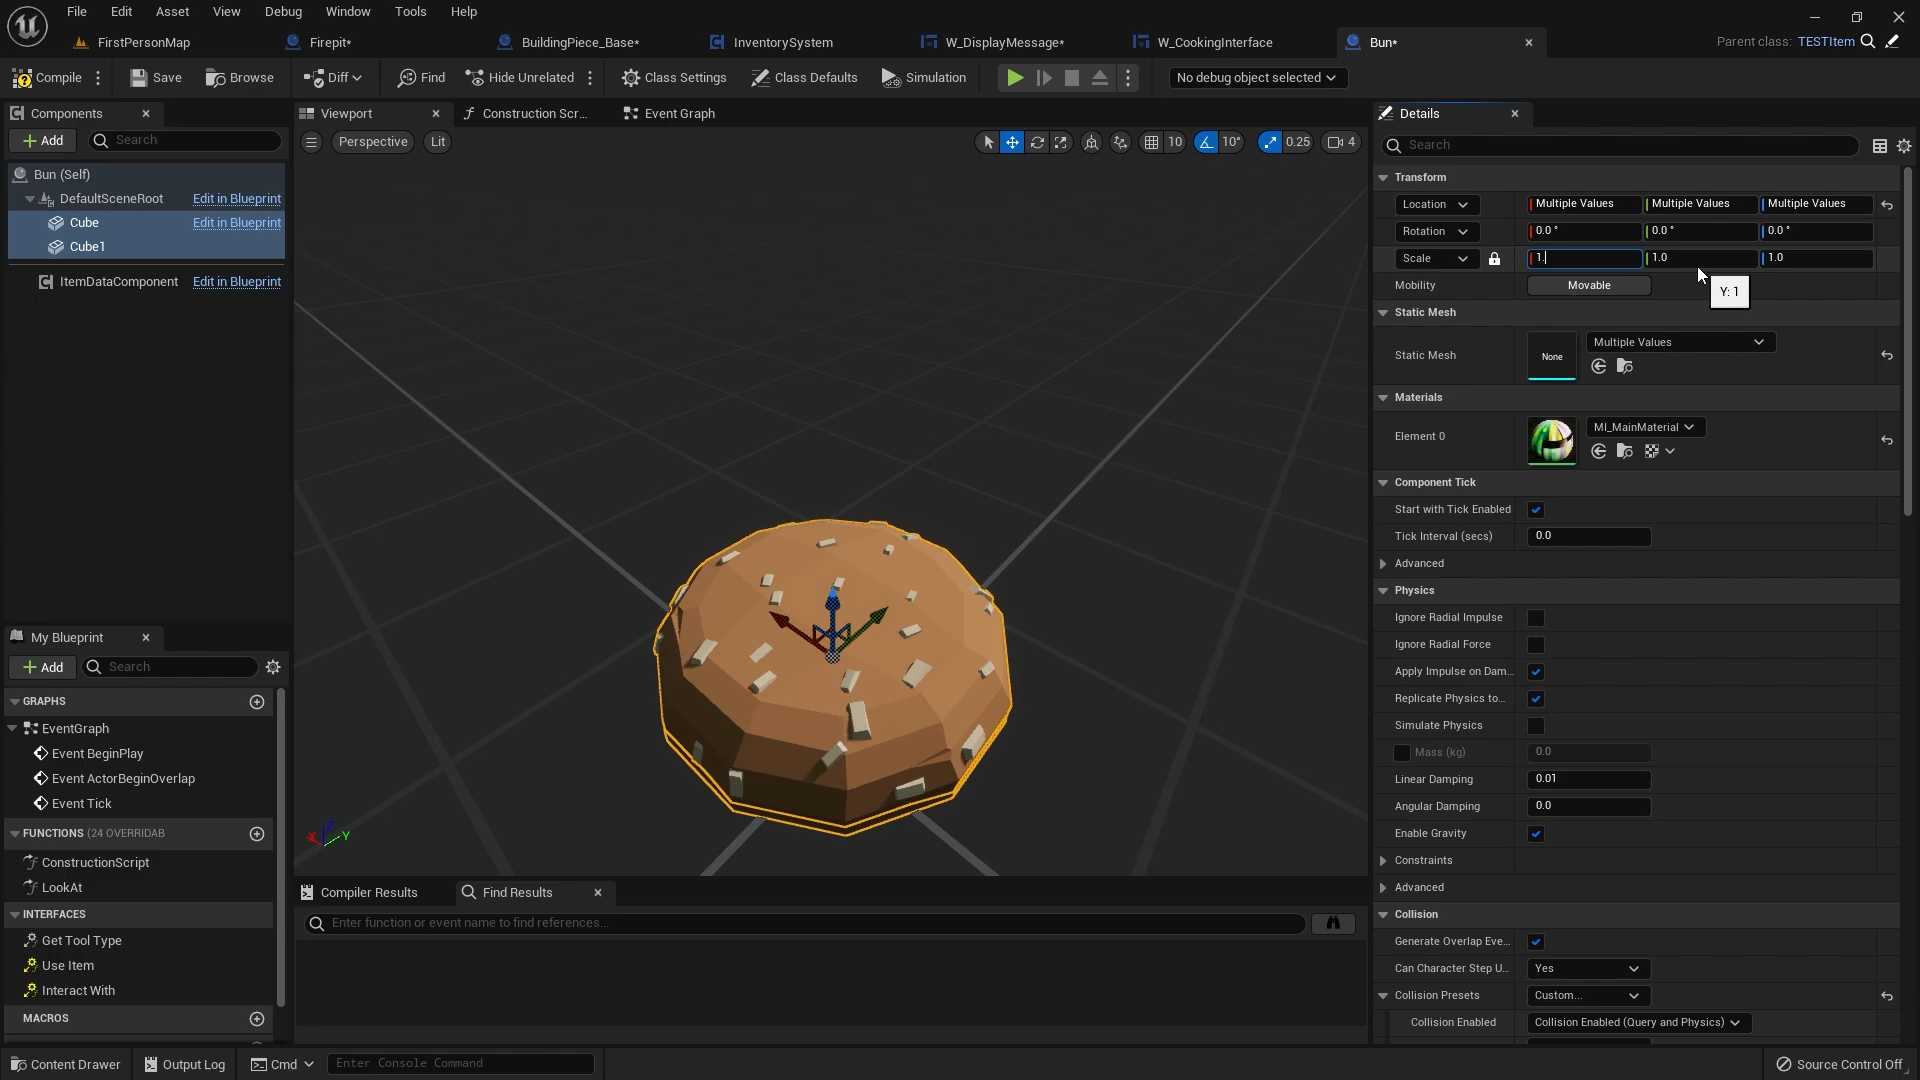 File Edit Asset View Debug Window Tools Help
FirstPersonMap Firepit* BuildingPiece_Base* InventorySystem W_DisplayMessage* W_CookingInterface Bun* Parent class: TESTItem
Compile Save Browse Diff Find Hide Unrelated Class Settings Class Defaults Simulation No debug object selected
Components
Add Search
Bun (Self)
DefaultSceneRoot Edit in Blueprint
Cube Edit in Blueprint
Cube1
ItemDataComponent Edit in Blueprint
My Blueprint
Add Search
GRAPHS
EventGraph
Event BeginPlay
Event ActorBeginOverlap
Event Tick
FUNCTIONS (24 OVERRIDAB
ConstructionScript
LookAt
INTERFACES
Get Tool Type
Use Item
Interact With
MACROS
Viewport Construction Scr... Event Graph
Perspective Lit 10 10° 0.25 4
X Z Y
Compiler Results Find Results
Enter function or event name to find references...
Details
Search
Transform
Location Multiple Values Multiple Values Multiple Values
Rotation 0.0 ° 0.0 ° 0.0 °
Scale 1. 1.0 1.0
Mobility Movable
Y: 1
Static Mesh
Static Mesh None Multiple Values
Materials
Element 0 MI_MainMaterial
Component Tick
Start with Tick Enabled
Tick Interval (secs) 0.0
Advanced
Physics
Ignore Radial Impulse
Ignore Radial Force
Apply Impulse on Dam...
Replicate Physics to...
Simulate Physics
Mass (kg) 0.0
Linear Damping 0.01
Angular Damping 0.0
Enable Gravity
Constraints
Advanced
Collision
Generate Overlap Eve...
Can Character Step U... Yes
Collision Presets Custom...
Collision Enabled Collision Enabled (Query and Physics)
Content Drawer Output Log Cmd Enter Console Command Source Control Off